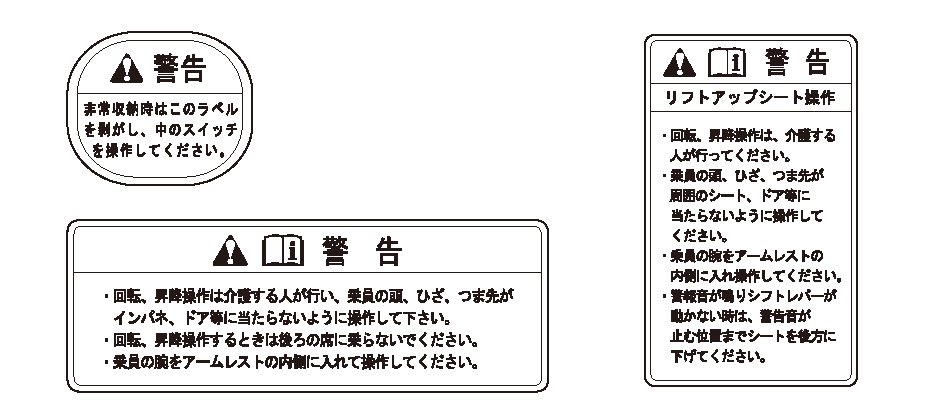 警告
非常収納時はこのラベル
を剥がし、中のスイッチ
を操作してください。
警 告
・回転、昇降操作は介護する人が行い、乗員の頭、ひざ、つま先が
インパネ、ドア等に当たらないように操作して下さい。
・回転、昇降操作するときは後ろの席に乗らないでください。
・乗員の腕をアームレストの内側に入れて操作してください。
警 告
リフトアップシート操作
・回転、昇降操作は、介護する
人が行ってください。
・乗員の頭、ひざ、つま先が
周囲のシート、ドア等に
当たらないように操作して
ください。
・乗員の腕をアームレストの
内側に入れ操作してください。
・警報音が鳴りシフトレバーが
動かない時は、警告音が
止む位置までシートを後方に
下げてください。